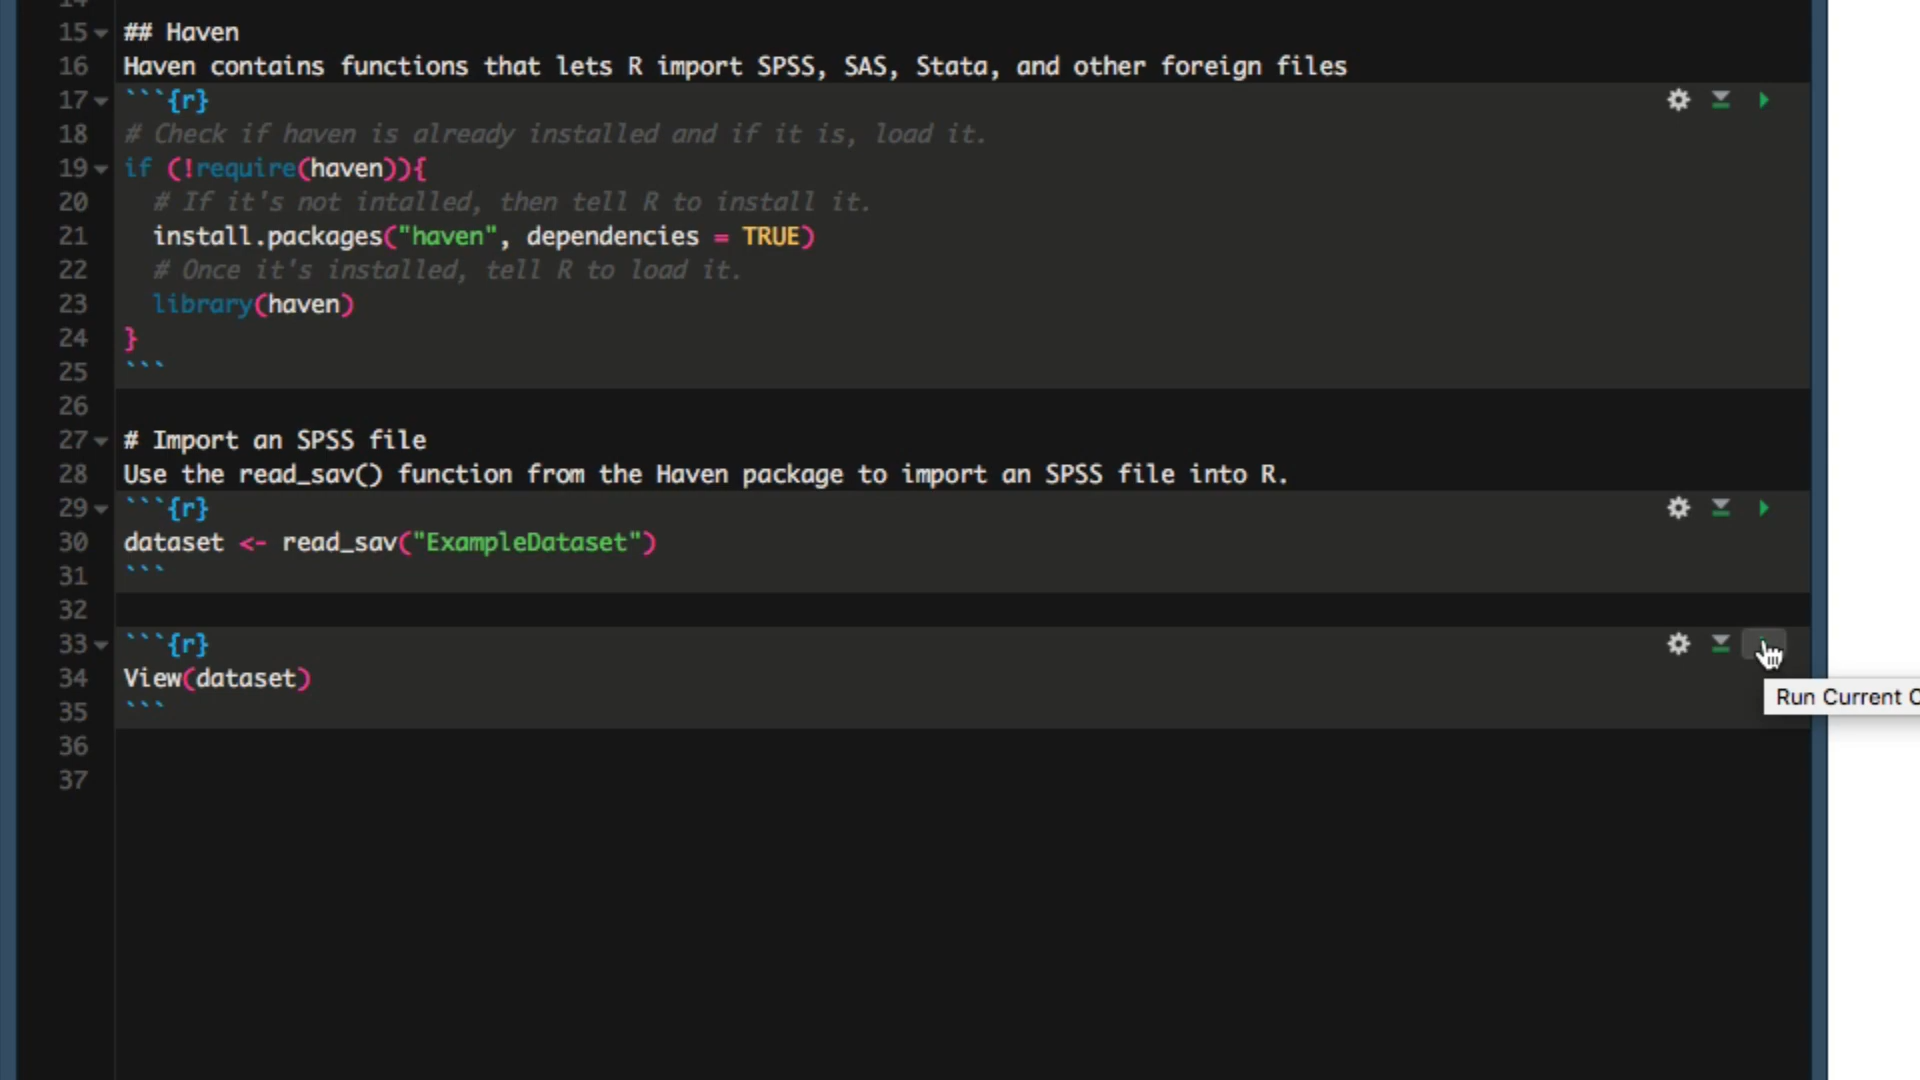 14
15 ## Haven
16 Haven contains functions that lets R import SPSS, SAS, Stata, and other foreign files
17 ```{r}
18 # Check if haven is already installed and if it is, load it.
19 if (!require(haven)){
20   # If it's not intalled, then tell R to install it.
21   install.packages("haven", dependencies = TRUE)
22   # Once it's installed, tell R to load it.
23   library(haven)
24 }
25 ```
26
27 # Import an SPSS file
28 Use the read_sav() function from the Haven package to import an SPSS file into R.
29 ```{r}
30 dataset <- read_sav("ExampleDataset")
31 ```
32
33 ```{r}
34 View(dataset)
Run Current C
35 ```
36
37